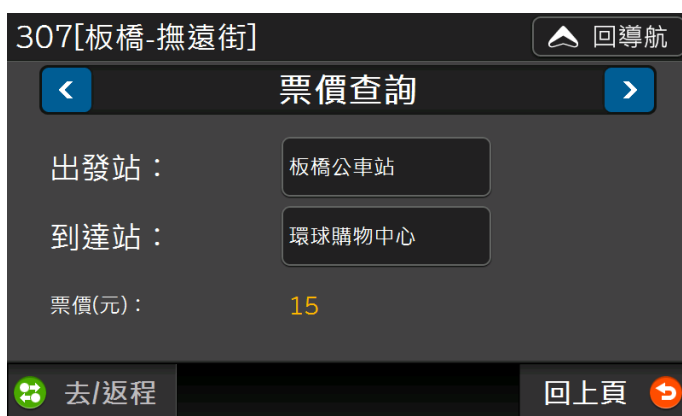 307[板橋-撫遠街]
回導航
票價查詢
出發站：
板橋公車站
到達站：
環球購物中心
票價(元)：
15
去/返程
回上頁